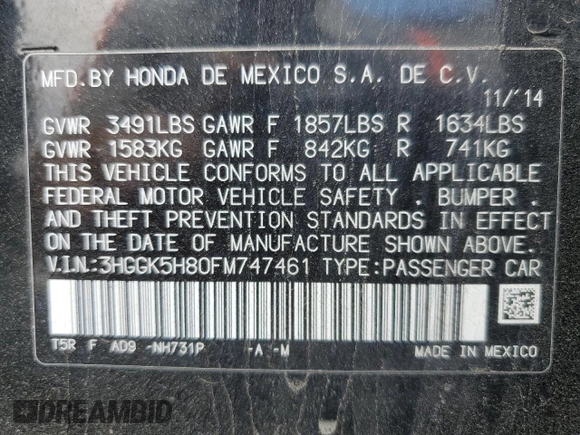 MFD. BY HONDA DE MEXICO S.A. DE C.V.
11/'14
GVWR 3491LBS GAWR F 1857LBS R 1634LBS
GVWR 1583KG GAWR F 842KG R 741KG
THIS VEHICLE CONFORMS TO ALL APPLICABLE
FEDERAL MOTOR VEHICLE SAFETY . BUMPER .
AND THEFT PREVENTION STANDARDS IN EFFECT
ON THE DATE OF MANUFACTURE SHOWN ABOVE.
V.I.N.:3HGGK5H80FM747461 TYPE:PASSENGER CAR
T5R F AD9 -NH731P -A -M MADE IN MEXICO
DREAMBID